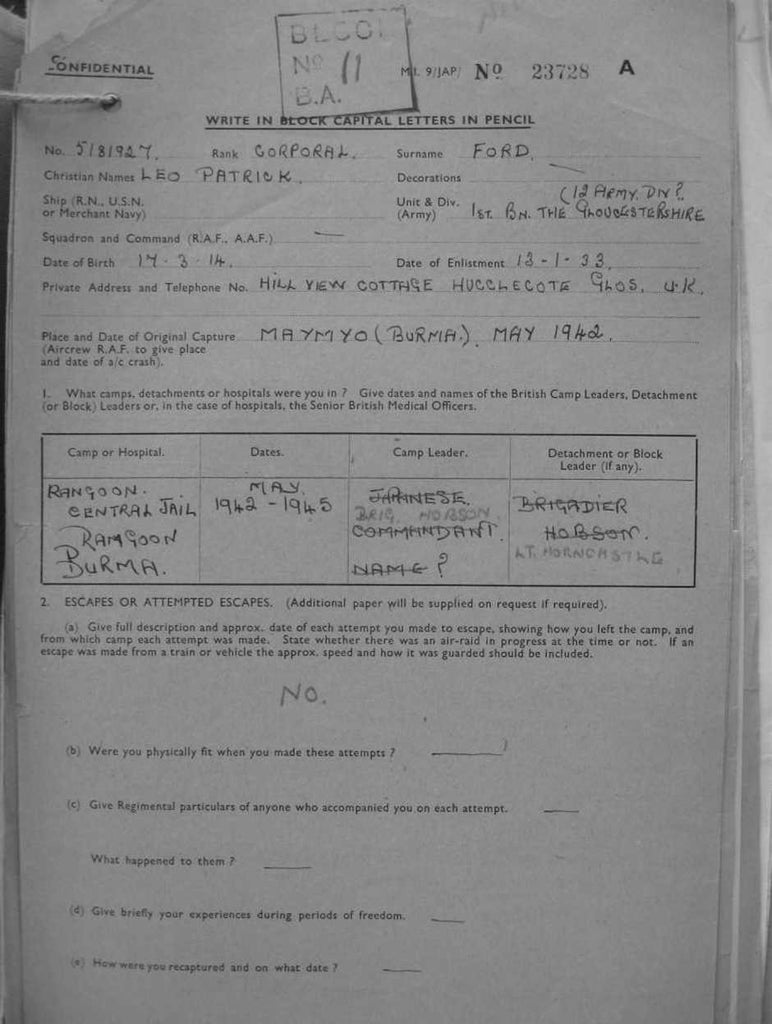 CONFIDENTIAL
BLOCK
No 11
B.A.
M.I. 9/JAP/ No 23728 A
WRITE IN BLOCK CAPITAL LETTERS IN PENCIL
No. 5181927. Rank CORPORAL. Surname FORD.
Christian Names LEO PATRICK. Decorations —
Ship (R.N., U.S.N. or Merchant Navy)
Unit & Div. (Army) (12 ARMY. DIV?. 1ST. BN. THE GLOUCESTERSHIRE
Squadron and Command (R.A.F., A.A.F.) —
Date of Birth 17-3-14. Date of Enlistment 13-1-33.
Private Address and Telephone No. HILL VIEW COTTAGE HUCCLECOTE GLOS. U.K.
Place and Date of Original Capture MAYMYO (BURMA.) MAY 1942.
(Aircrew R.A.F. to give place
and date of a/c crash).
1. What camps, detachments or hospitals were you in ? Give dates and names of the British Camp Leaders, Detachment
(or Block) Leaders or, in the case of hospitals, the Senior British Medical Officers.
Camp or Hospital. Dates. Camp Leader. Detachment or Block
Leader (if any).
RANGOON. CENTRAL JAIL RANGOON BURMA.
MAY. 1942 - 1945
JAPANESE. BRIG. HOBSON COMMANDANT. NAME?
BRIGADIER HOBSON. LT. HORNCASTLE
2. ESCAPES OR ATTEMPTED ESCAPES. (Additional paper will be supplied on request if required).
(a) Give full description and approx. date of each attempt you made to escape, showing how you left the camp, and
from which camp each attempt was made. State whether there was an air-raid in progress at the time or not. If an
escape was made from a train or vehicle the approx. speed and how it was guarded should be included.
NO.
(b) Were you physically fit when you made these attempts ? —
(c) Give Regimental particulars of anyone who accompanied you on each attempt. —
What happened to them ? —
(d) Give briefly your experiences during periods of freedom. —
(e) How were you recaptured and on what date ? —